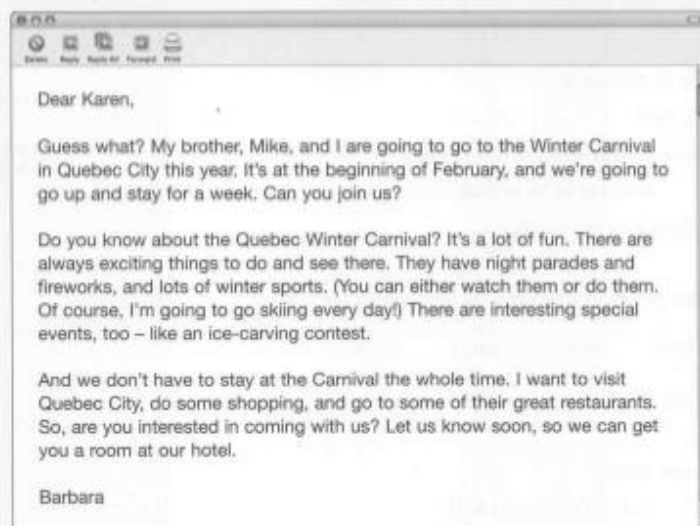 Delete Reply Reply All Forward Print
Dear Karen,
Guess what? My brother, Mike, and I are going to go to the Winter Carnival
in Quebec City this year. It's at the beginning of February, and we're going to
go up and stay for a week. Can you join us?
Do you know about the Quebec Winter Carnival? It's a lot of fun. There are
always exciting things to do and see there. They have night parades and
fireworks, and lots of winter sports. (You can either watch them or do them.
Of course, I'm going to go skiing every day!) There are interesting special
events, too – like an ice-carving contest.
And we don't have to stay at the Carnival the whole time. I want to visit
Quebec City, do some shopping, and go to some of their great restaurants.
So, are you interested in coming with us? Let us know soon, so we can get
you a room at our hotel.
Barbara